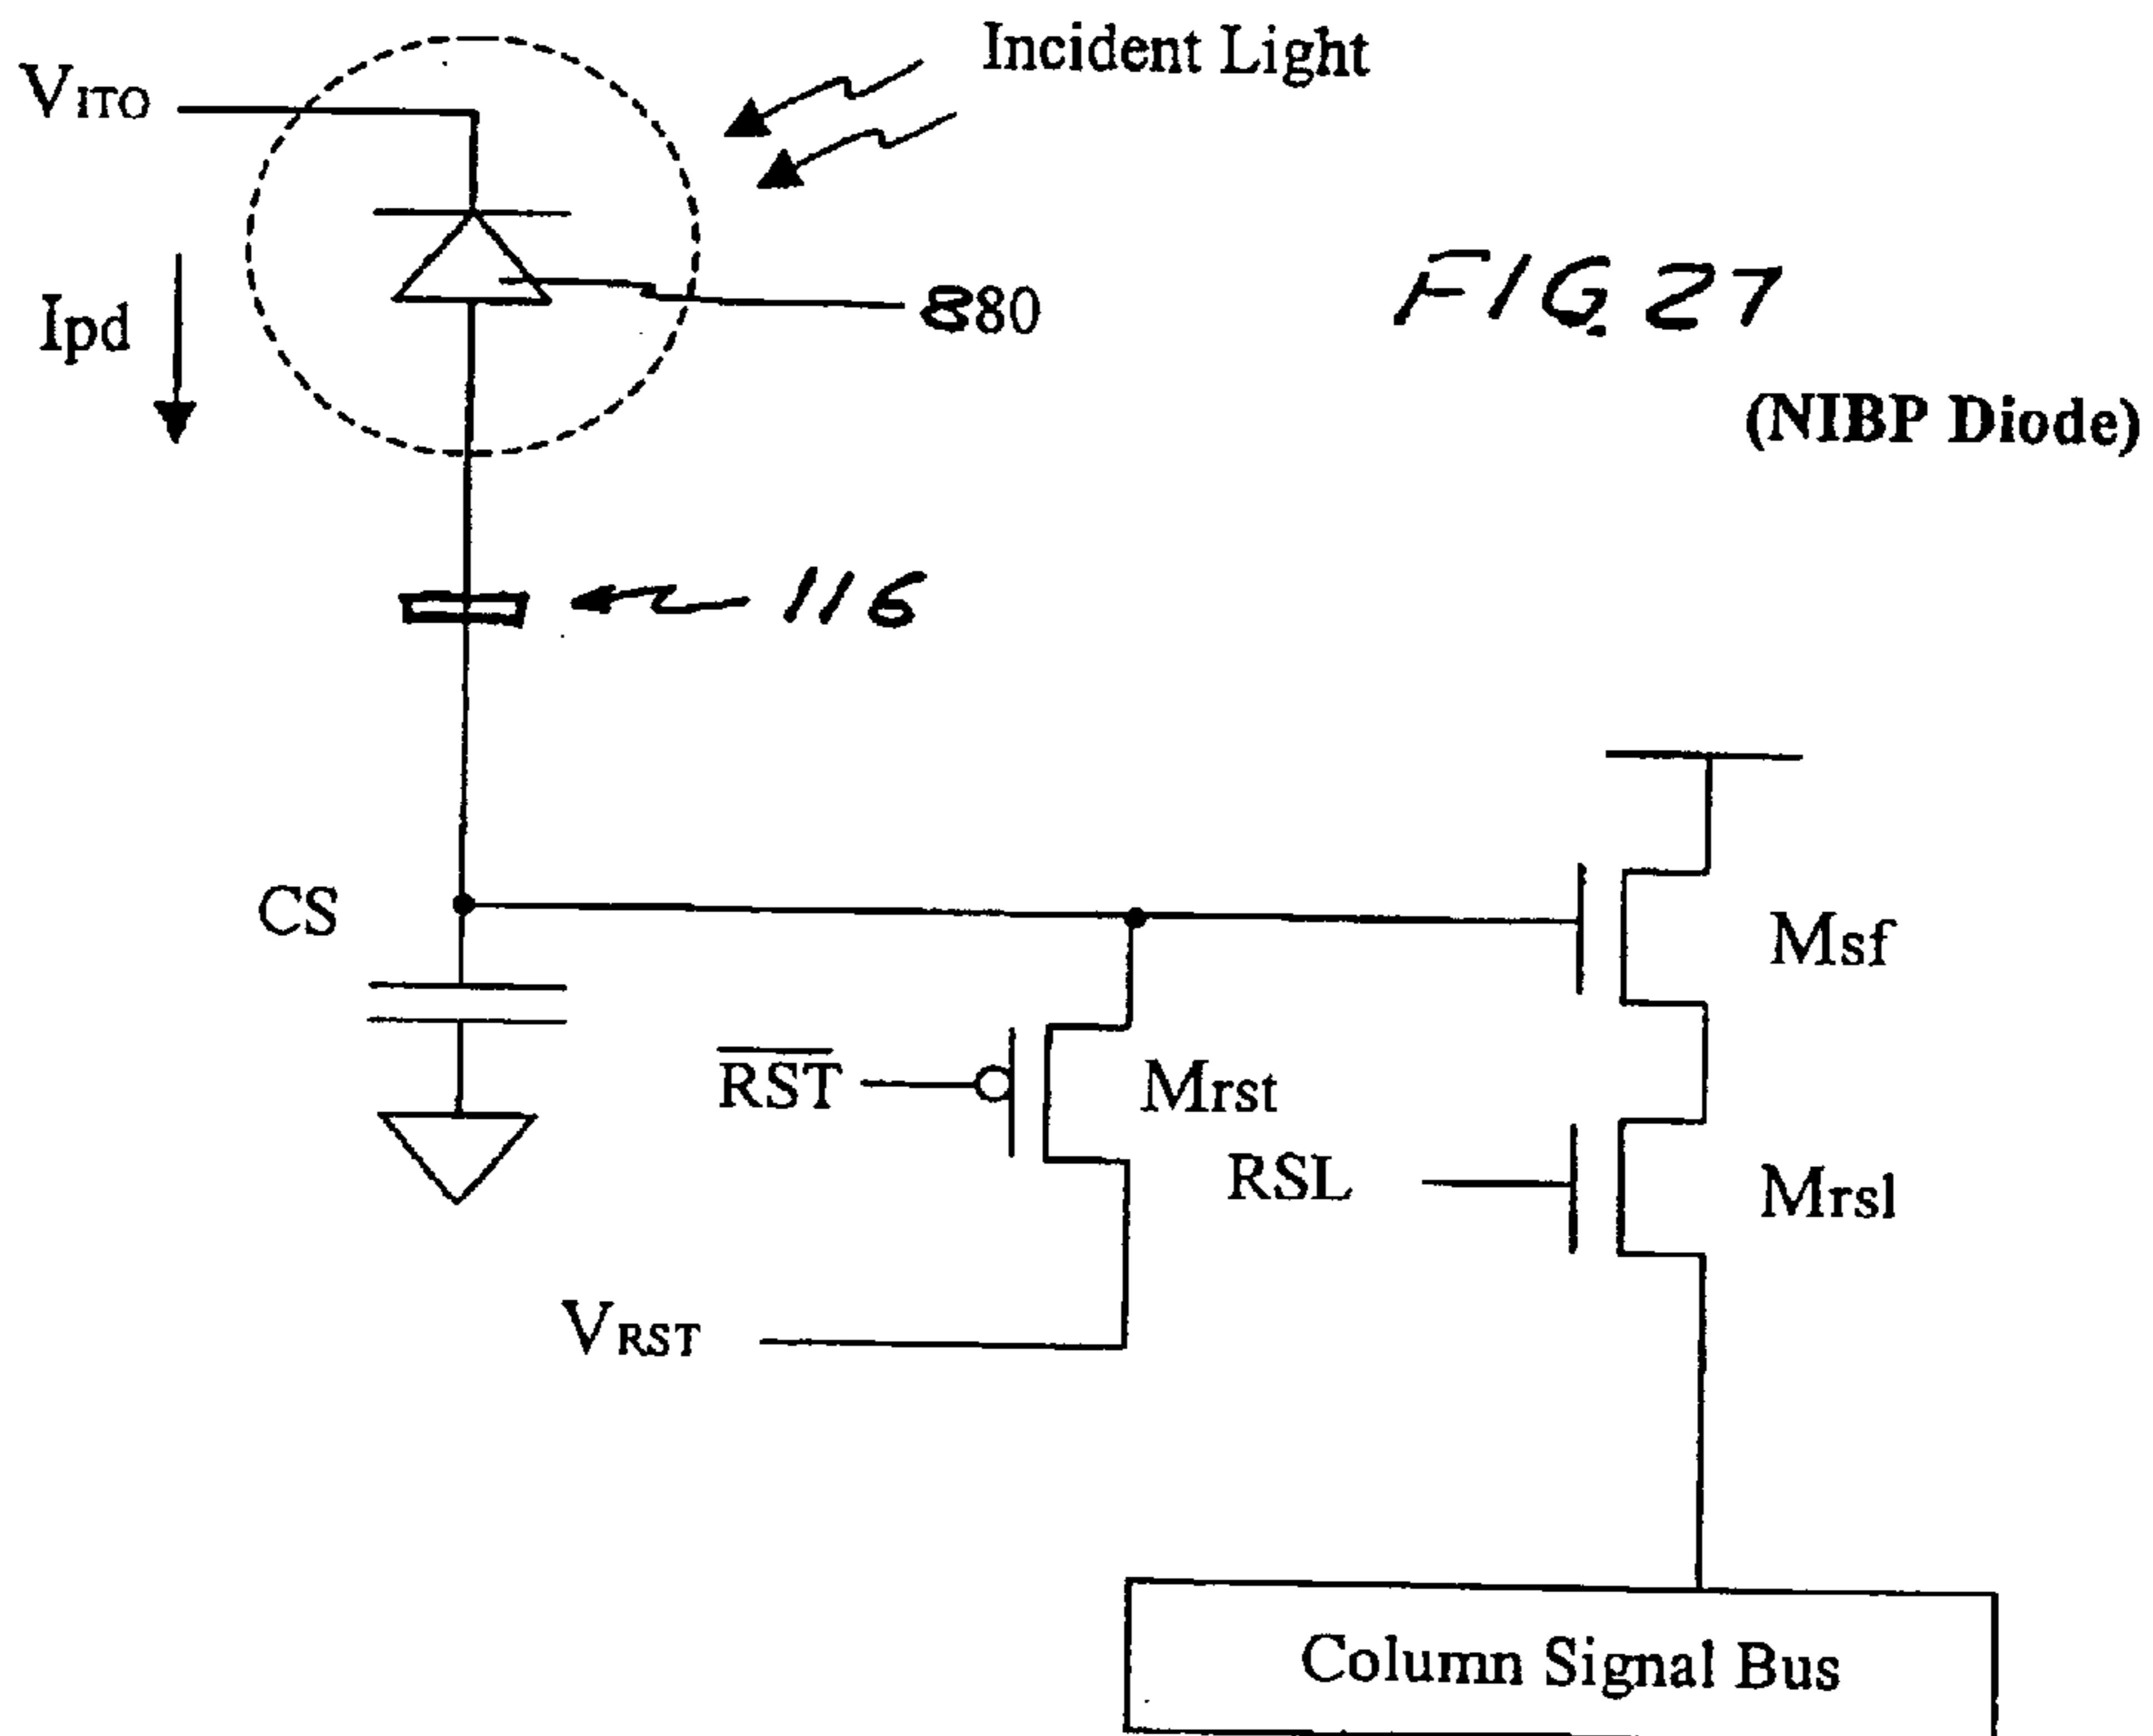 Incident Light
VITO
Ipd
880
FIG. 27
(NIBP Diode)
116
CS
Msf
RST
Mrst
RSL
Mrsl
VRST
Column Signal Bus